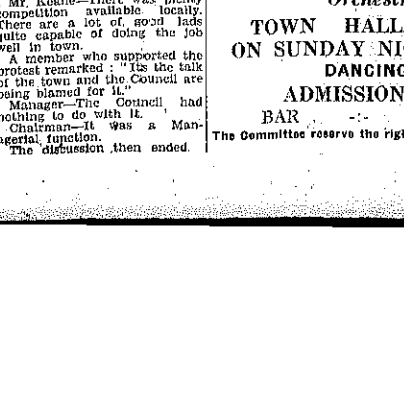 Mr. Keane—There was plenty
competition available locally.
There are a lot of good lads
quite capable of doing the job
well in town.
A member who supported the
protest remarked : "Its the talk
of the town and the Council are
being blamed for it."
Manager—The Council had
nothing to do with it.
Chairman—It was a Man-
agerial function.
The discussion then ended.
Orchest
TOWN HALL
ON SUNDAY NI
DANCING
ADMISSION
BAR -:-
The Committee reserve the rig